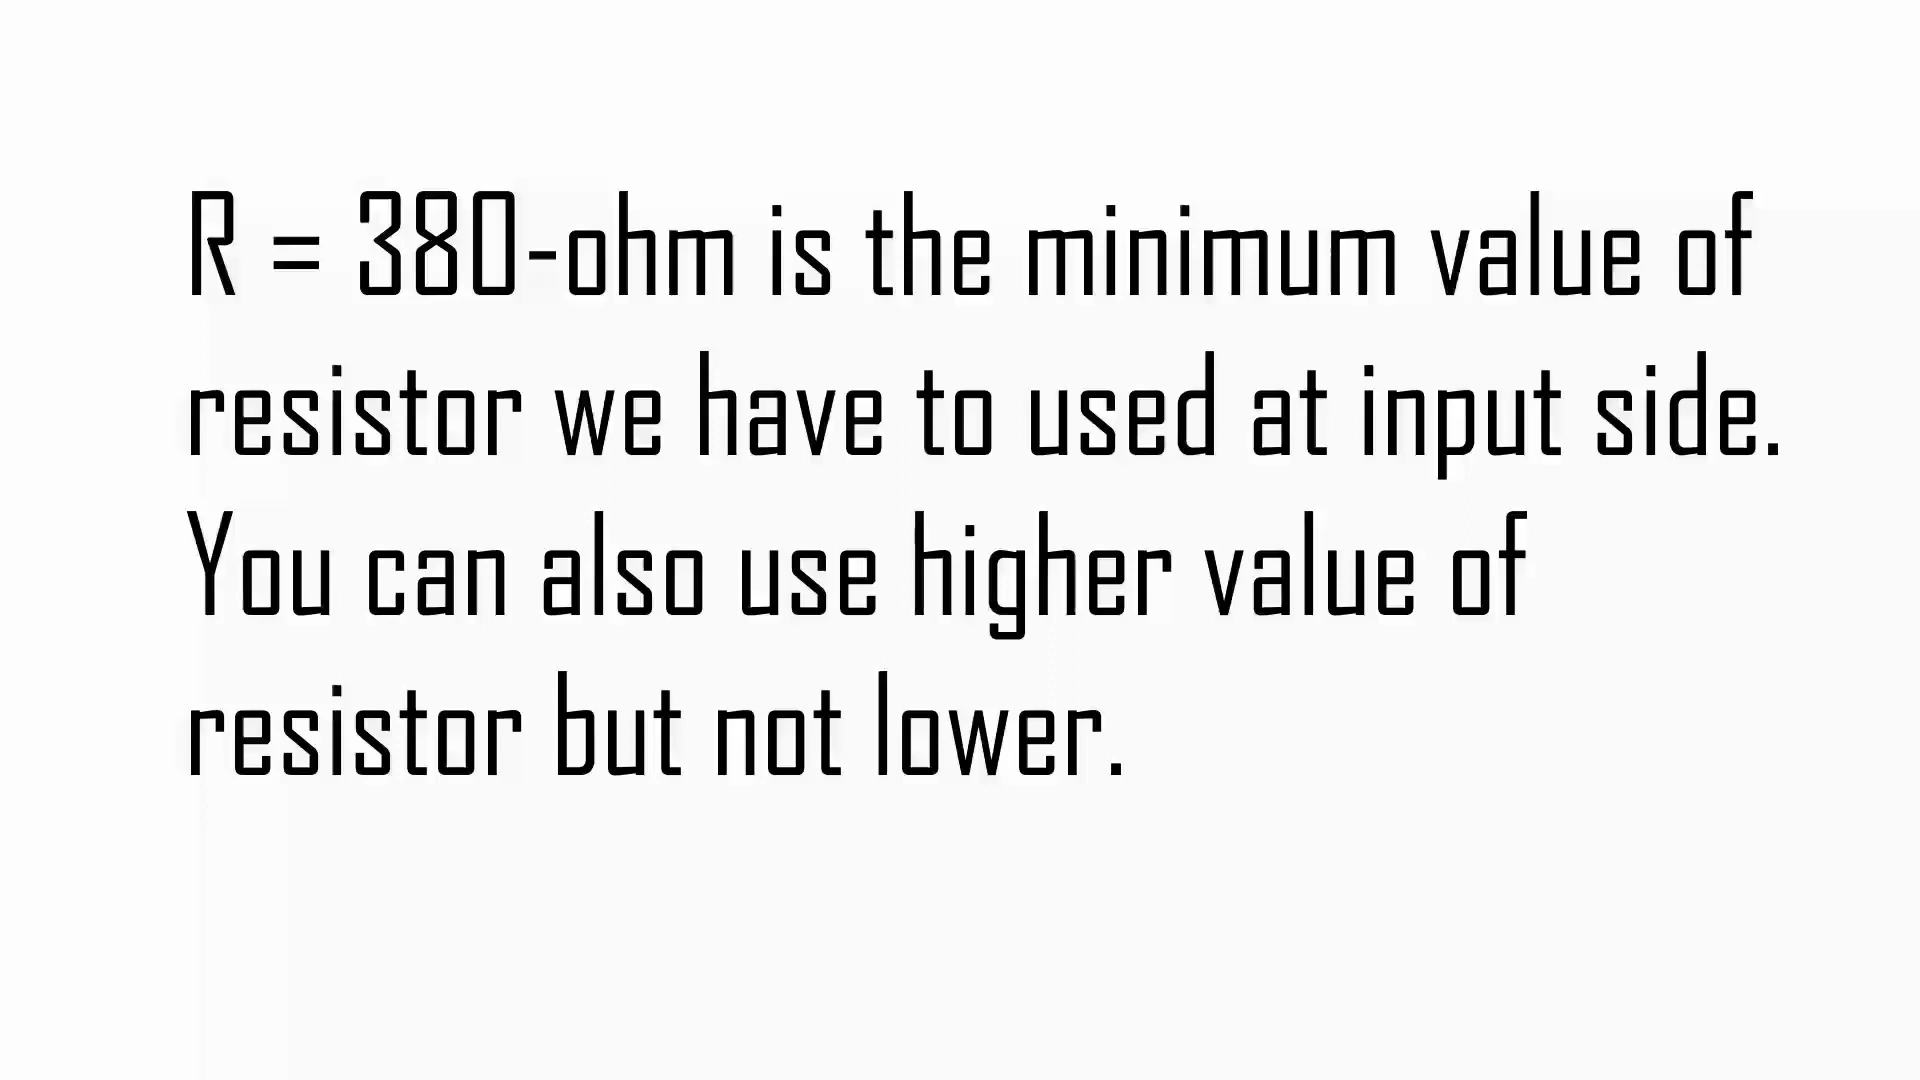 R = 380-ohm is the minimum value of
resistor we have to used at input side.
You can also use higher value of
resistor but not lower.